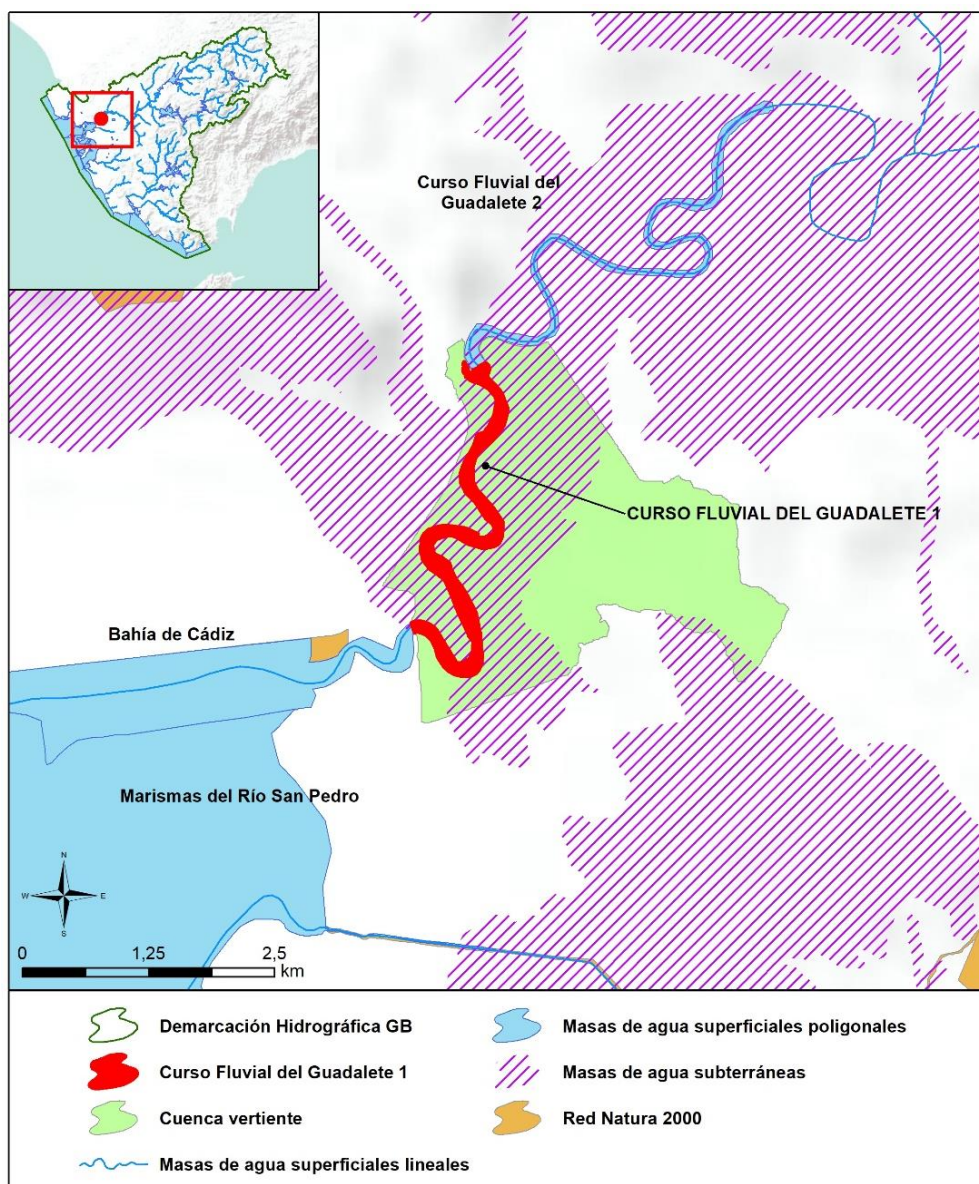 Curso Fluvial del
Guadalete 2
CURSO FLUVIAL DEL GUADALETE 1
Bahía de Cádiz
Marismas del Río San Pedro
N
W E
S
0 1,25 2,5
km
Demarcación Hidrográfica GB
Masas de agua superficiales poligonales
Curso Fluvial del Guadalete 1
Masas de agua subterráneas
Cuenca vertiente
Red Natura 2000
Masas de agua superficiales lineales